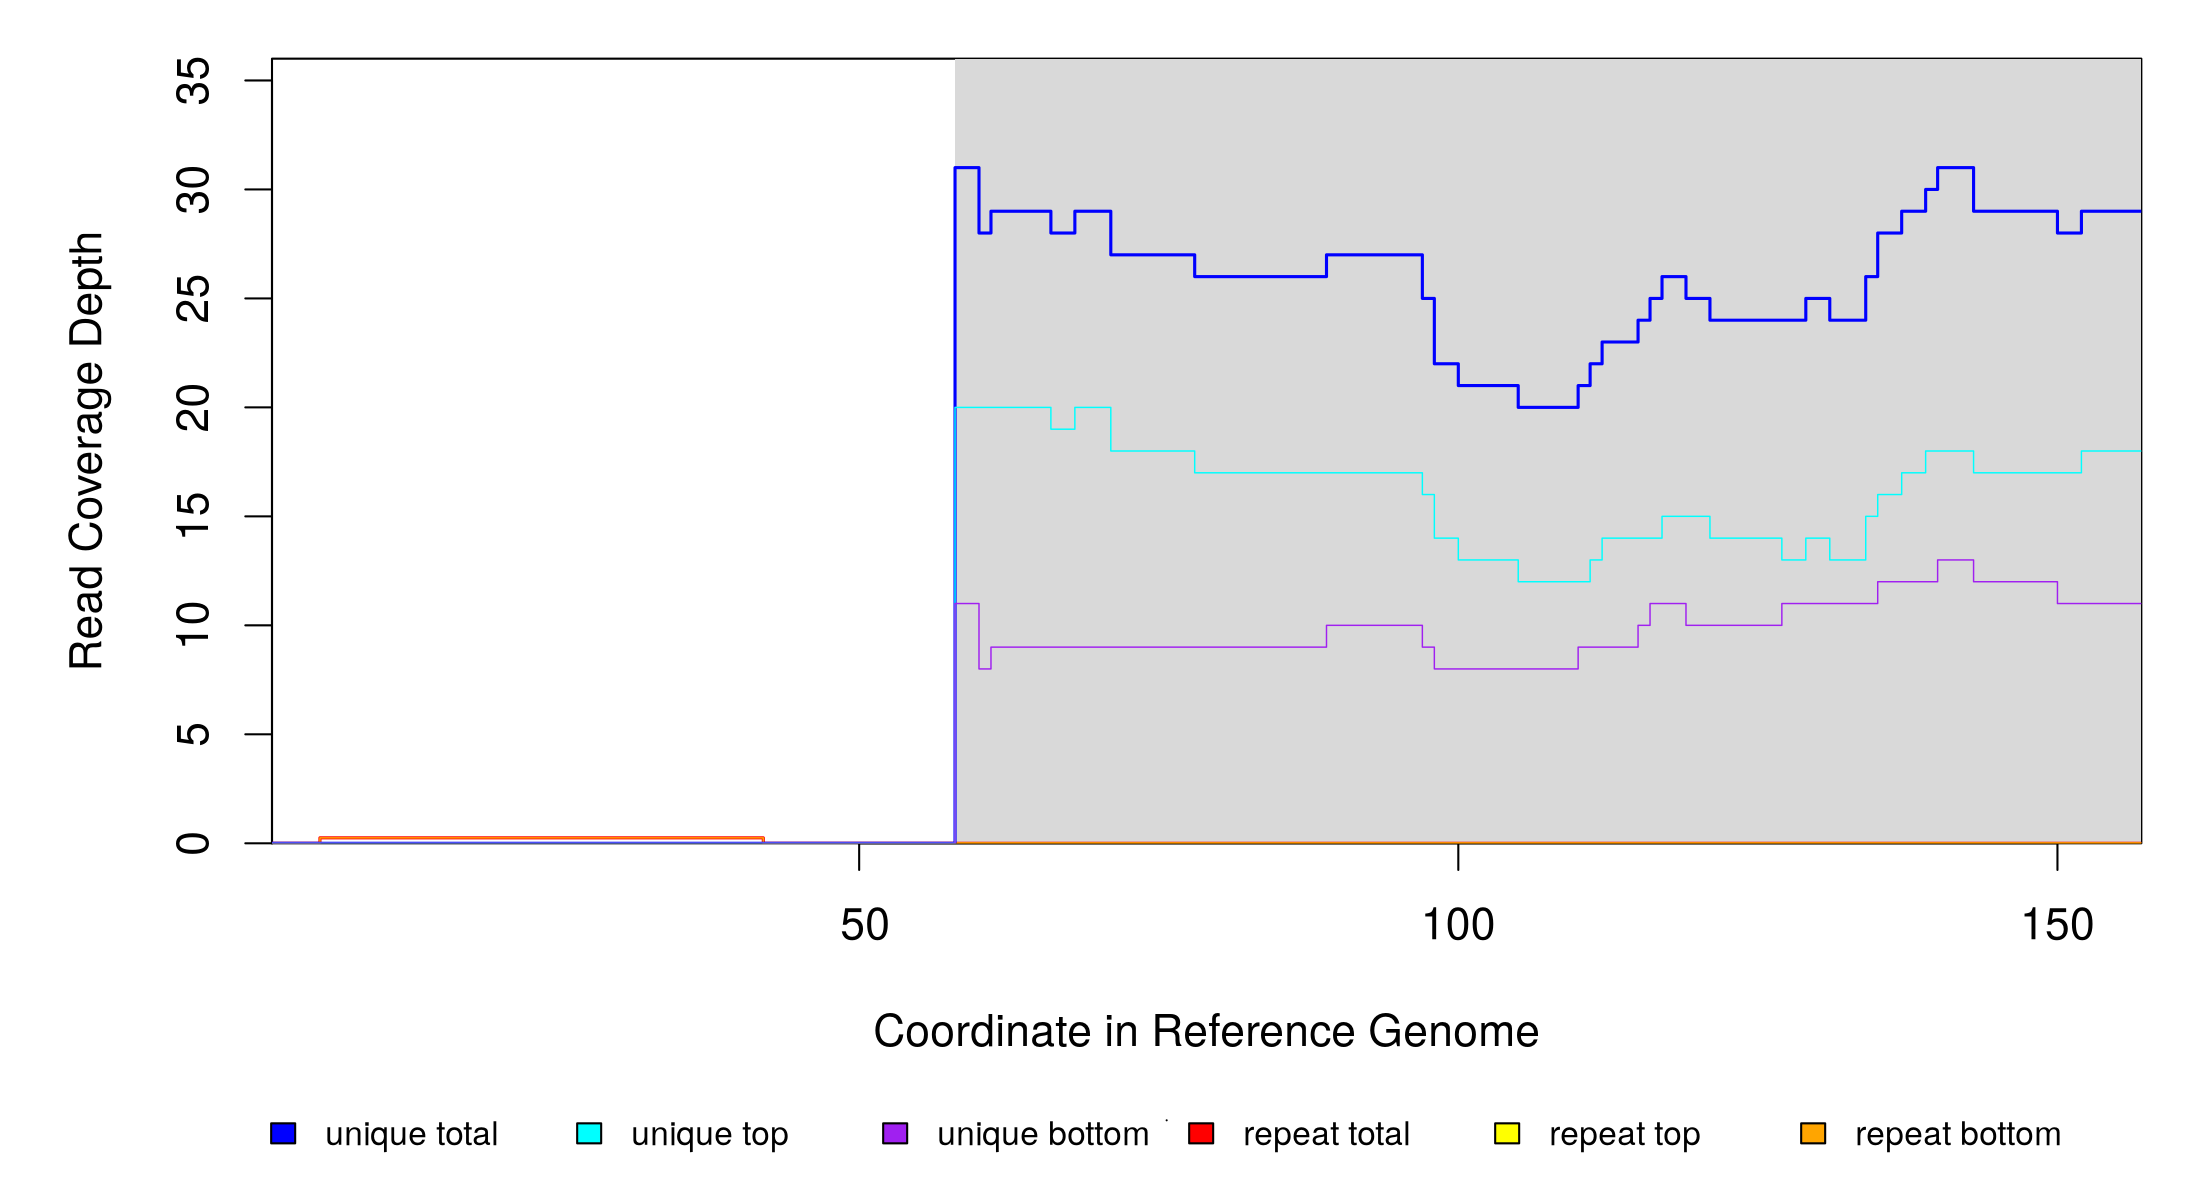 35
30
25
20
15
10
5
0
Read Coverage Depth
50 100 150
Coordinate in Reference Genome
unique total unique top unique bottom repeat total repeat top repeat bottom